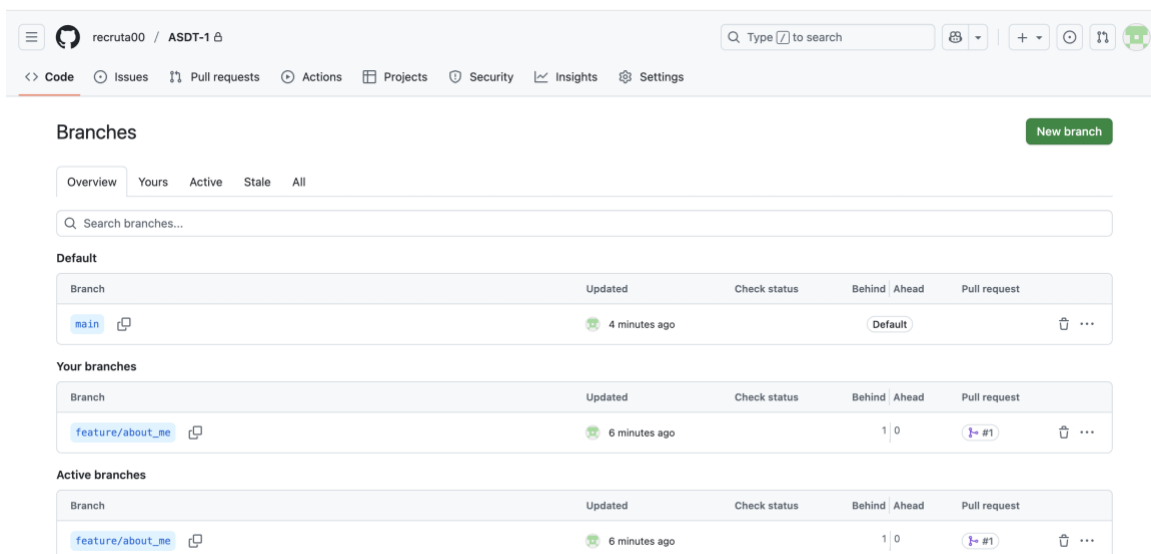 recruta00 / ASDT-1
Type / to search
Code Issues Pull requests Actions Projects Security Insights Settings
Branches
New branch
Overview Yours Active Stale All
Search branches...
Default
Branch Updated Check status Behind Ahead Pull request
main 4 minutes ago Default
Your branches
Branch Updated Check status Behind Ahead Pull request
feature/about_me 6 minutes ago 1 0 #1
Active branches
Branch Updated Check status Behind Ahead Pull request
feature/about_me 6 minutes ago 1 0 #1